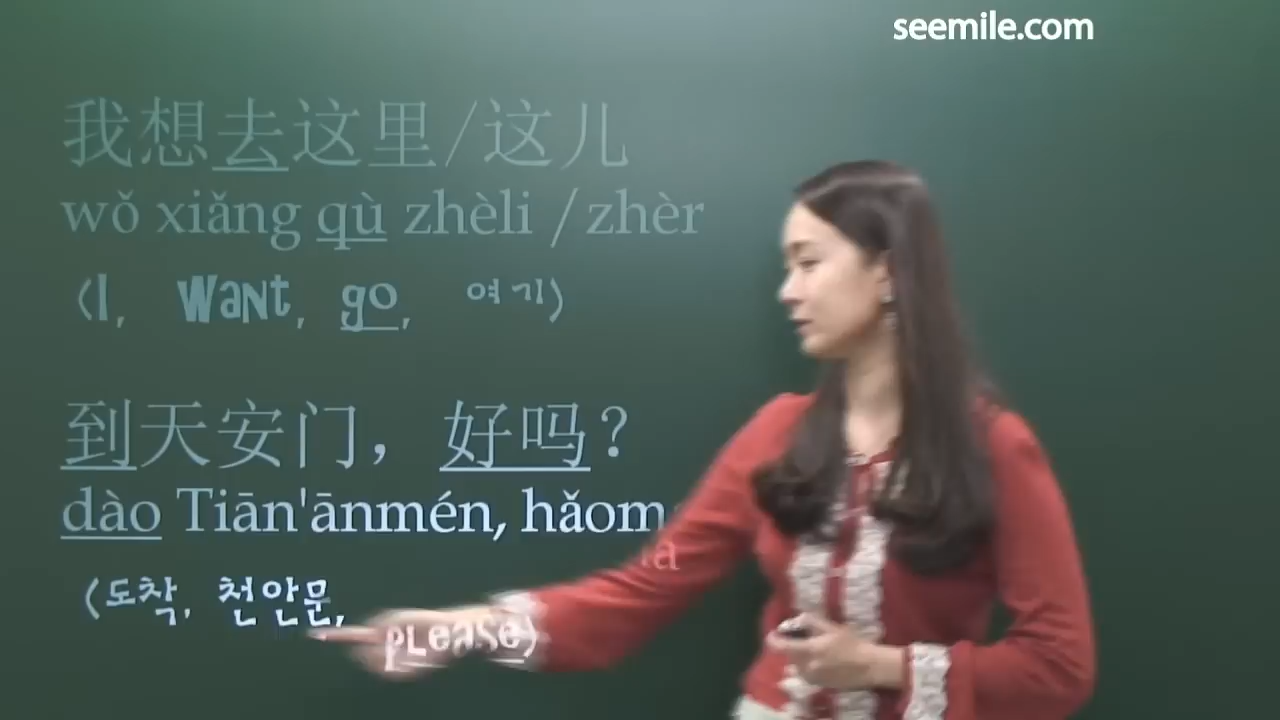 seemile.com
我想去这里/这儿
wǒ xiǎng qù zhèli /zhèr
(I, want, go, 여기)
到天安门，好吗？
dào Tiān'ānmén, hǎoma
(도착, 천안문, please)